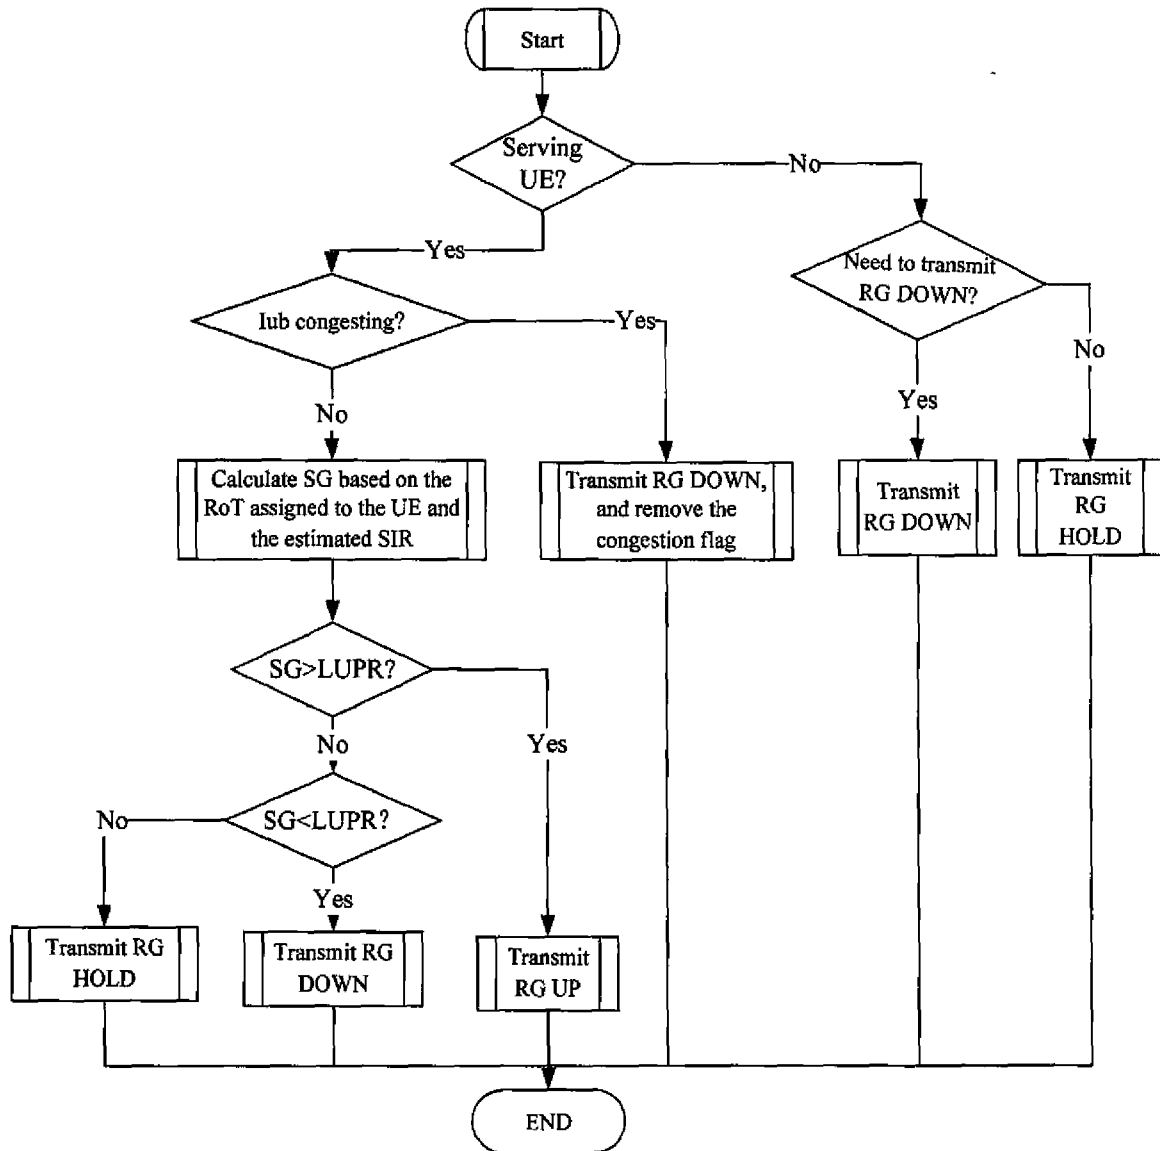 Start
Serving
UE?
No
Yes
Need to transmit
RG DOWN?
Iub congesting?
Yes
No
No
Yes
Calculate SG based on the
RoT assigned to the UE and
the estimated SIR
Transmit RG DOWN,
and remove the
congestion flag
Transmit
RG DOWN
Transmit
RG
HOLD
SG>LUPR?
No
Yes
SG<LUPR?
No
Yes
Transmit RG
HOLD
Transmit RG
DOWN
Transmit
RG UP
END